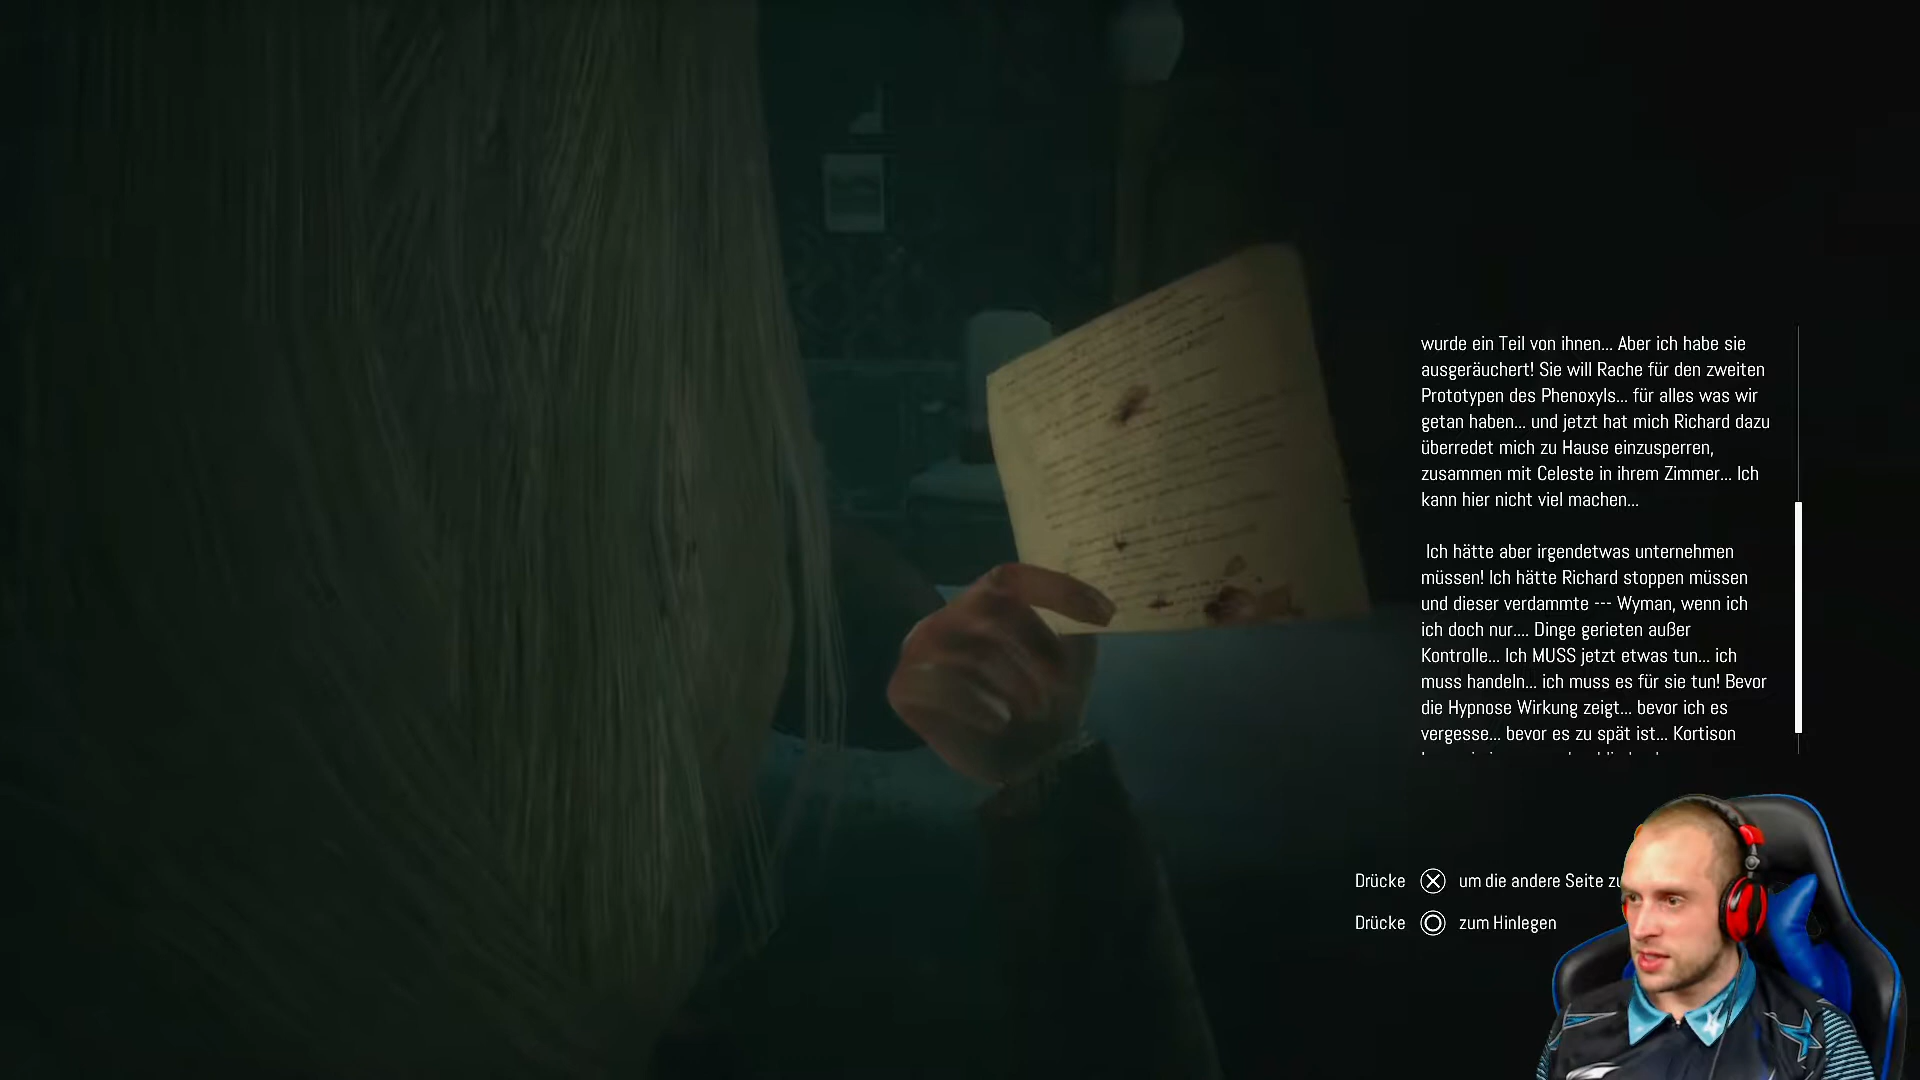 wurde ein Teil von ihnen... Aber ich habe sie
ausgeräuchert! Sie will Rache für den zweiten
Prototypen des Phenoxyls... für alles was wir
getan haben... und jetzt hat mich Richard dazu
überredet mich zu Hause einzusperren,
zusammen mit Celeste in ihrem Zimmer... Ich
kann hier nicht viel machen...
Ich hätte aber irgendetwas unternehmen
müssen! Ich hätte Richard stoppen müssen
und dieser verdammte --- Wyman, wenn ich
ich doch nur.... Dinge gerieten außer
Kontrolle... Ich MUSS jetzt etwas tun... ich
muss handeln... ich muss es für sie tun! Bevor
die Hypnose Wirkung zeigt... bevor ich es
vergesse... bevor es zu spät ist... Kortison
Drücke um die andere Seite
Drücke zum Hinlegen